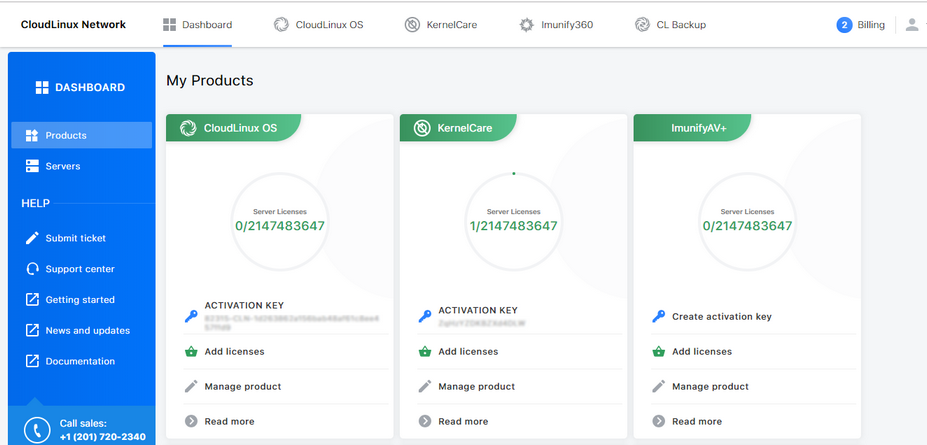 CloudLinux Network
Dashboard
CloudLinux OS
KernelCare
Imunify360
CL Backup
2
Billing
DASHBOARD
Products
Servers
HELP
Submit ticket
Support center
Getting started
News and updates
Documentation
Call sales:
+1 (201) 720-2340
My Products
CloudLinux OS
Server Licenses
0/2147483647
ACTIVATION KEY
Add licenses
Manage product
Read more
KernelCare
Server Licenses
1/2147483647
ACTIVATION KEY
Add licenses
Manage product
Read more
ImunifyAV+
Server Licenses
0/2147483647
Create activation key
Add licenses
Manage product
Read more